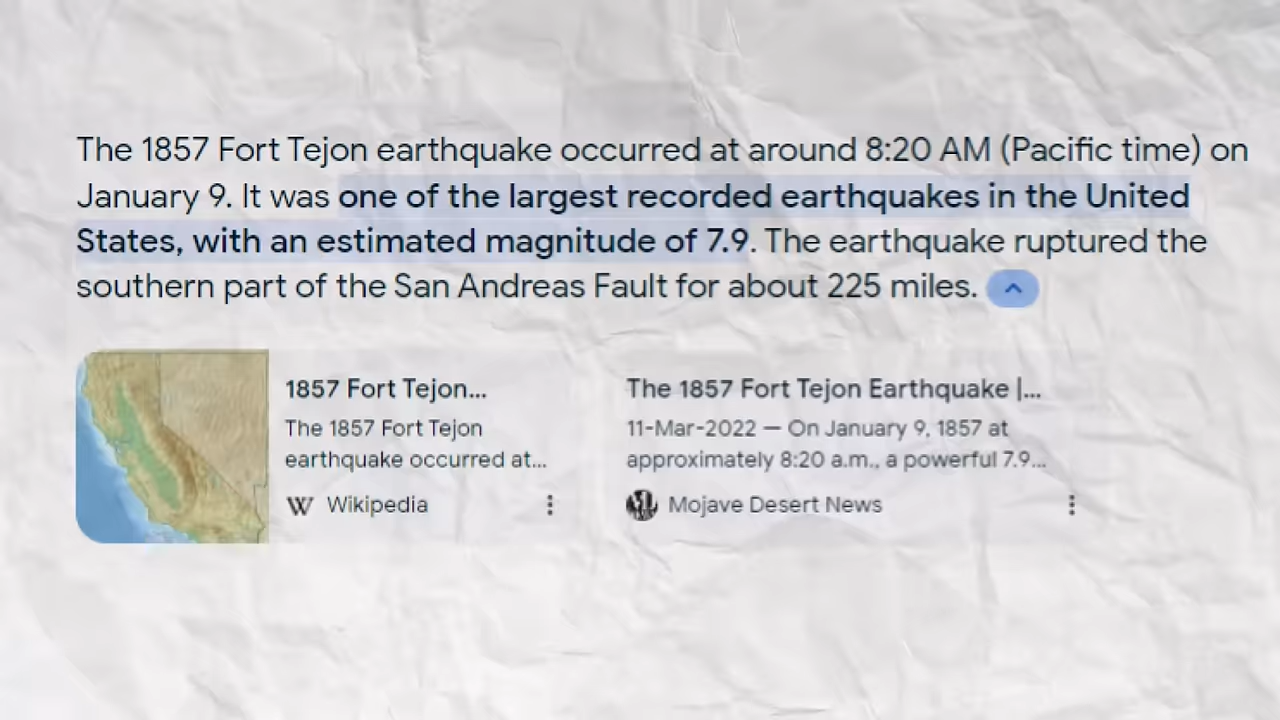 The 1857 Fort Tejon earthquake occurred at around 8:20 AM (Pacific time) on
January 9. It was one of the largest recorded earthquakes in the United
States, with an estimated magnitude of 7.9. The earthquake ruptured the
southern part of the San Andreas Fault for about 225 miles.
1857 Fort Tejon...
The 1857 Fort Tejon
earthquake occurred at...
Wikipedia
The 1857 Fort Tejon Earthquake |...
11-Mar-2022 — On January 9, 1857 at
approximately 8:20 a.m., a powerful 7.9...
Mojave Desert News